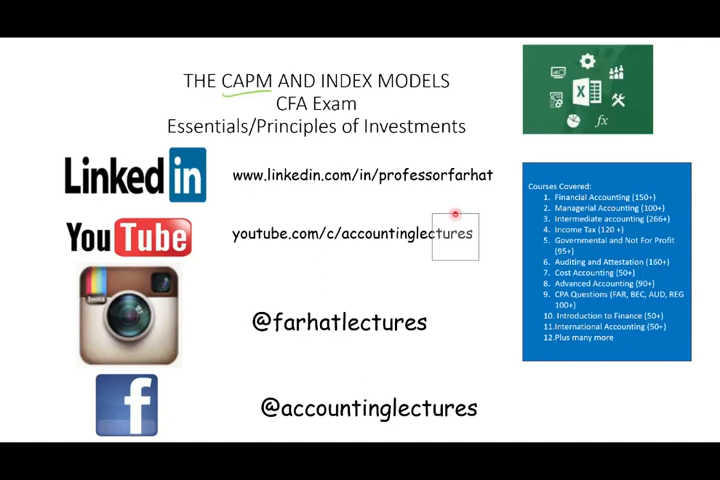 THE CAPM AND INDEX MODELS
CFA Exam
Essentials/Principles of Investments
Linked in
www.linkedin.com/in/professorfarhat
YouTube
youtube.com/c/accountinglectures
@farhatlectures
@accountinglectures
X
fx
Courses Covered:
1. Financial Accounting (150+)
2. Managerial Accounting (100+)
3. Intermediate accounting (266+)
4. Income Tax (120 +)
5. Governmental and Not For Profit
(95+)
6. Auditing and Attestation (160+)
7. Cost Accounting (50+)
8. Advanced Accounting (90+)
9. CPA Questions (FAR, BEC, AUD, REG
100+)
10. Introduction to Finance (50+)
11.International Accounting (50+)
12.Plus many more